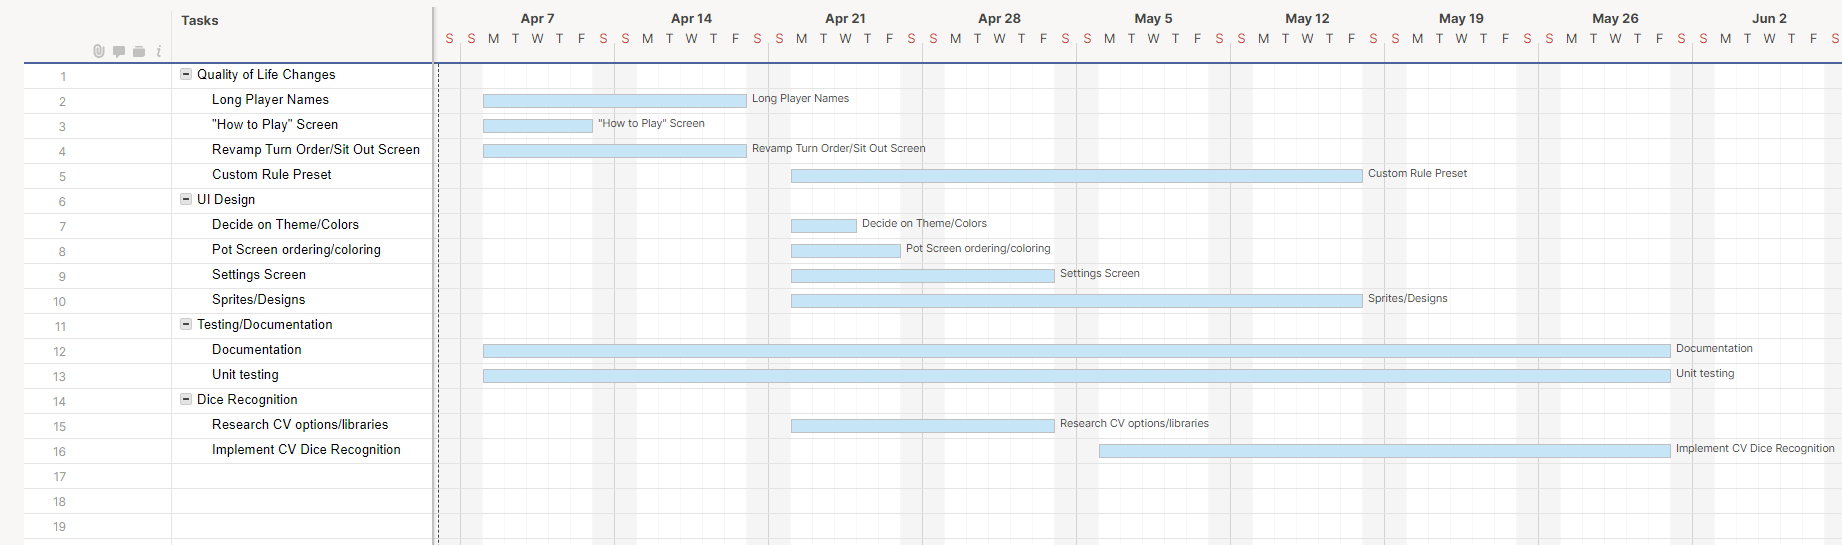 Tasks
Apr 7 Apr 14 Apr 21 Apr 28 May 5 May 12 May 19 May 26 Jun 2
S S M T W T F S S M T W T F S S M T W T F S S M T W T F S S M T W T F S S M T W T F S S M T W T F S S M T W T F S S M T W T F S
1 Quality of Life Changes
2 Long Player Names Long Player Names
3 "How to Play" Screen "How to Play" Screen
4 Revamp Turn Order/Sit Out Screen Revamp Turn Order/Sit Out Screen
5 Custom Rule Preset Custom Rule Preset
6 UI Design
7 Decide on Theme/Colors Decide on Theme/Colors
8 Pot Screen ordering/coloring Pot Screen ordering/coloring
9 Settings Screen Settings Screen
10 Sprites/Designs Sprites/Designs
11 Testing/Documentation
12 Documentation Documentation
13 Unit testing Unit testing
14 Dice Recognition
15 Research CV options/libraries Research CV options/libraries
16 Implement CV Dice Recognition Implement CV Dice Recognition
17
18
19